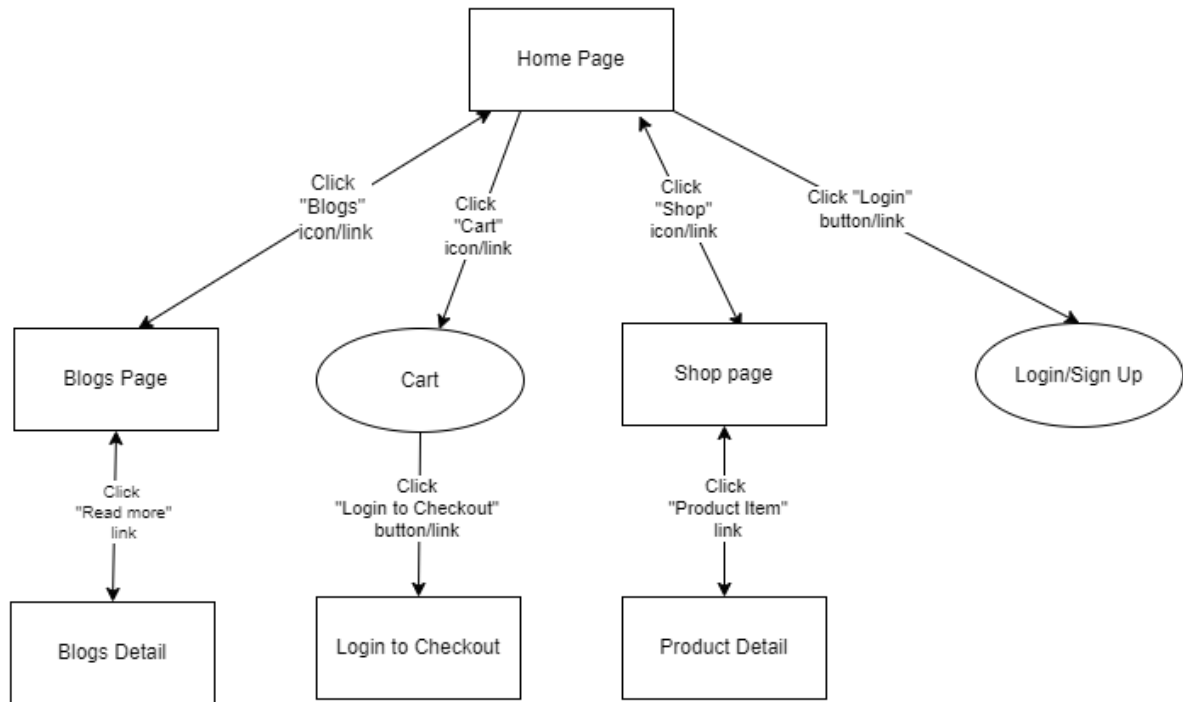 Home Page
Click
"Blogs"
icon/link
Click
"Cart"
icon/link
Click
"Shop"
icon/link
Click "Login"
button/link
Blogs Page
Cart
Shop page
Login/Sign Up
Click
"Read more"
link
Click
"Login to Checkout"
button/link
Click
"Product Item"
link
Blogs Detail
Login to Checkout
Product Detail